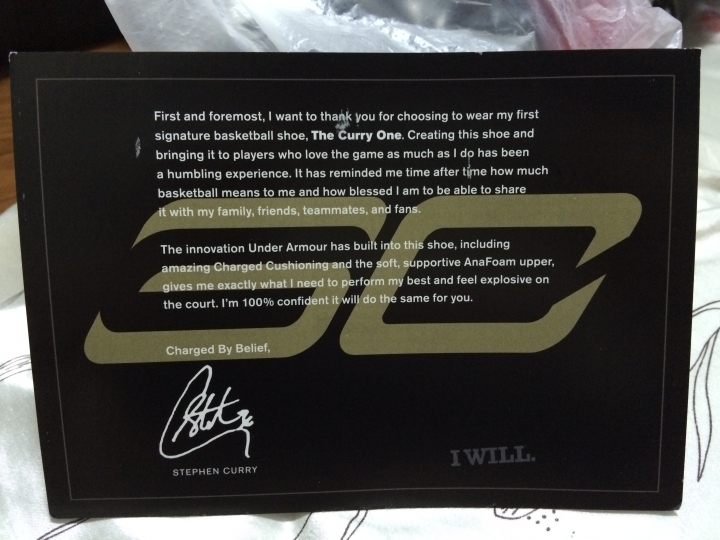 First and foremost, I want to thank you for choosing to wear my first
signature basketball shoe, The Curry One. Creating this shoe and
bringing it to players who love the game as much as I do has been
a humbling experience. It has reminded me time after time how much
basketball means to me and how blessed I am to be able to share
it with my family, friends, teammates, and fans.
The innovation Under Armour has built into this shoe, including
amazing Charged Cushioning and the soft, supportive AnaFoam upper,
gives me exactly what I need to perform my best and feel explosive on
the court. I'm 100% confident it will do the same for you.
Charged By Belief,
STEPHEN CURRY
I WILL.
SC